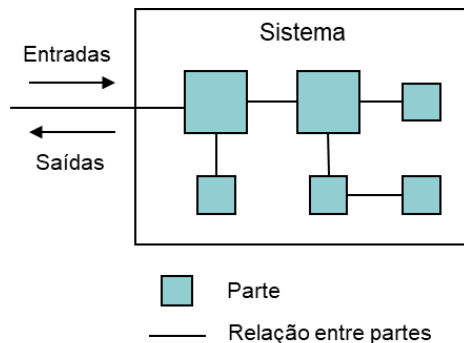 Sistema
Entradas
Saídas
Parte
Relação entre partes